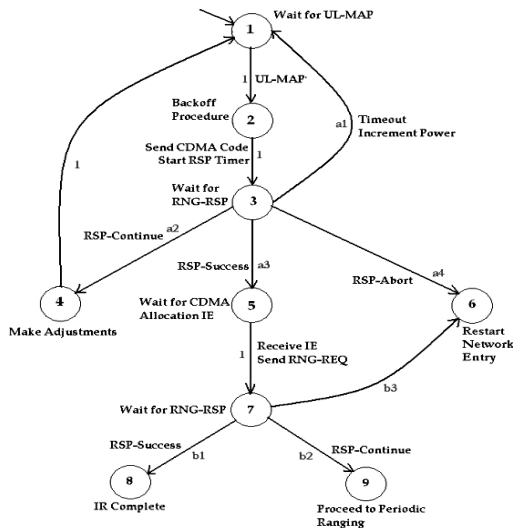 Wait for UL-MAP
1
1 UL-MAP
Backoff
Procedure
2
a1
Timeout
Increment Power
Send CDMA Code
Start RSP Timer
1
1
Wait for
RNG-RSP
3
RSP-Continue
a2
RSP-Success
a3
RSP-Abort
a4
4
Make Adjustments
Wait for CDMA
Allocation IE
5
6
Restart
Network
Entry
1
Receive IE
Send RNG-REQ
b3
Wait for RNG-RSP
7
RSP-Success
b1
b2
RSP-Continue
8
IR Complete
9
Proceed to Periodic
Ranging